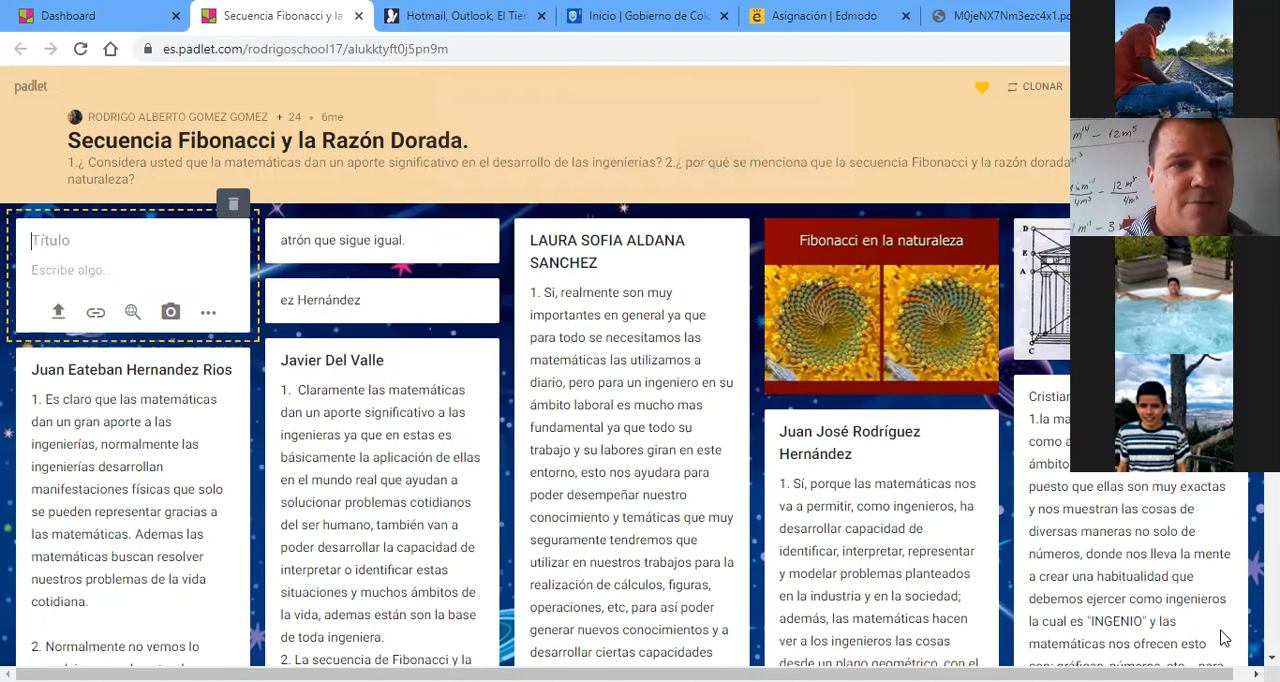 Dashboard
Secuencia Fibonacci y la
Hotmail, Outlook, El Tier
Inicio | Gobierno de Colo
Asignación | Edmodo
M0jeNX7Nm3ezc4x1.pd
es.padlet.com/rodrigoschool17/alukktyft0j5pn9m
padlet
CLONAR
RODRIGO ALBERTO GOMEZ GOMEZ + 24 • 6me
Secuencia Fibonacci y la Razón Dorada.
1.¿ Considera usted que la matemáticas dan un aporte significativo en el desarrollo de las ingenierías? 2.¿ por qué se menciona que la secuencia Fibonacci y la razón dorada
naturaleza?
Título
Escribe algo...
Juan Eateban Hernandez Rios
1. Es claro que las matemáticas
dan un gran aporte a las
ingenierías, normalmente las
ingenierías desarrollan
manifestaciones físicas que solo
se pueden representar gracias a
las matemáticas. Ademas las
matemáticas buscan resolver
nuestros problemas de la vida
cotidiana.
2. Normalmente no vemos lo
atrón que sigue igual.
ez Hernández
Javier Del Valle
1. Claramente las matemáticas
dan un aporte significativo a las
ingenieras ya que en estas es
básicamente la aplicación de ellas
en el mundo real que ayudan a
solucionar problemas cotidianos
del ser humano, también van a
poder desarrollar la capacidad de
interpretar o identificar estas
situaciones y muchos ámbitos de
la vida, ademas están son la base
de toda ingeniera.
2. La secuencia de Fibonacci y la
LAURA SOFIA ALDANA
SANCHEZ
1. Si, realmente son muy
importantes en general ya que
para todo se necesitamos las
matemáticas las utilizamos a
diario, pero para un ingeniero en su
ámbito laboral es mucho mas
fundamental ya que todo su
trabajo y su labores giran en este
entorno, esto nos ayudara para
poder desempeñar nuestro
conocimiento y temáticas que muy
seguramente tendremos que
utilizar en nuestros trabajos para la
realización de cálculos, figuras,
operaciones, etc, para así poder
generar nuevos conocimiento y a
desarrollar ciertas capacidades
Fibonacci en la naturaleza
Juan José Rodríguez
Hernández
1. Sí, porque las matemáticas nos
va a permitir, como ingenieros, ha
desarrollar capacidad de
identificar, interpretar, representar
y modelar problemas planteados
en la industria y en la sociedad;
además, las matemáticas hacen
ver a los ingenieros las cosas
desde un plano geométrico, con el
D
E
A
C
Cristian
1.la ma
como a
ámbito
puesto que ellas son muy exactas
y nos muestran las cosas de
diversas maneras no solo de
números, donde nos lleva la mente
a crear una habitualidad que
debemos ejercer como ingenieros
la cual es "INGENIO" y las
matemáticas nos ofrecen esto